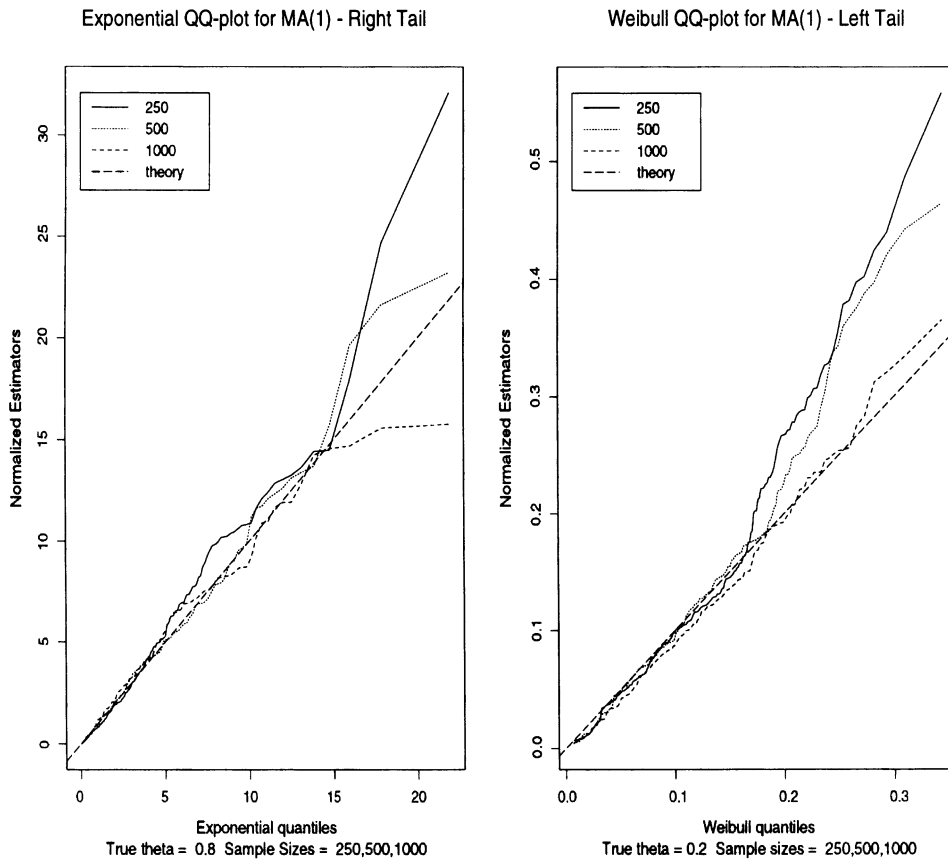 Exponential QQ-plot for MA(1) - Right Tail
250
500
1000
theory
Normalized Estimators
0
5
10
15
20
25
30
0
5
10
15
20
Exponential quantiles
True theta = 0.8 Sample Sizes = 250,500,1000
Weibull QQ-plot for MA(1) - Left Tail
250
500
1000
theory
Normalized Estimators
0.0
0.1
0.2
0.3
0.4
0.5
0.0
0.1
0.2
0.3
Weibull quantiles
True theta = 0.2 Sample Sizes = 250,500,1000